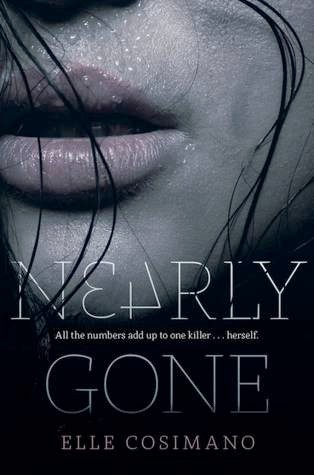 NEARLY
All the numbers add up to one killer . . . herself.
GONE
ELLE COSIMANO